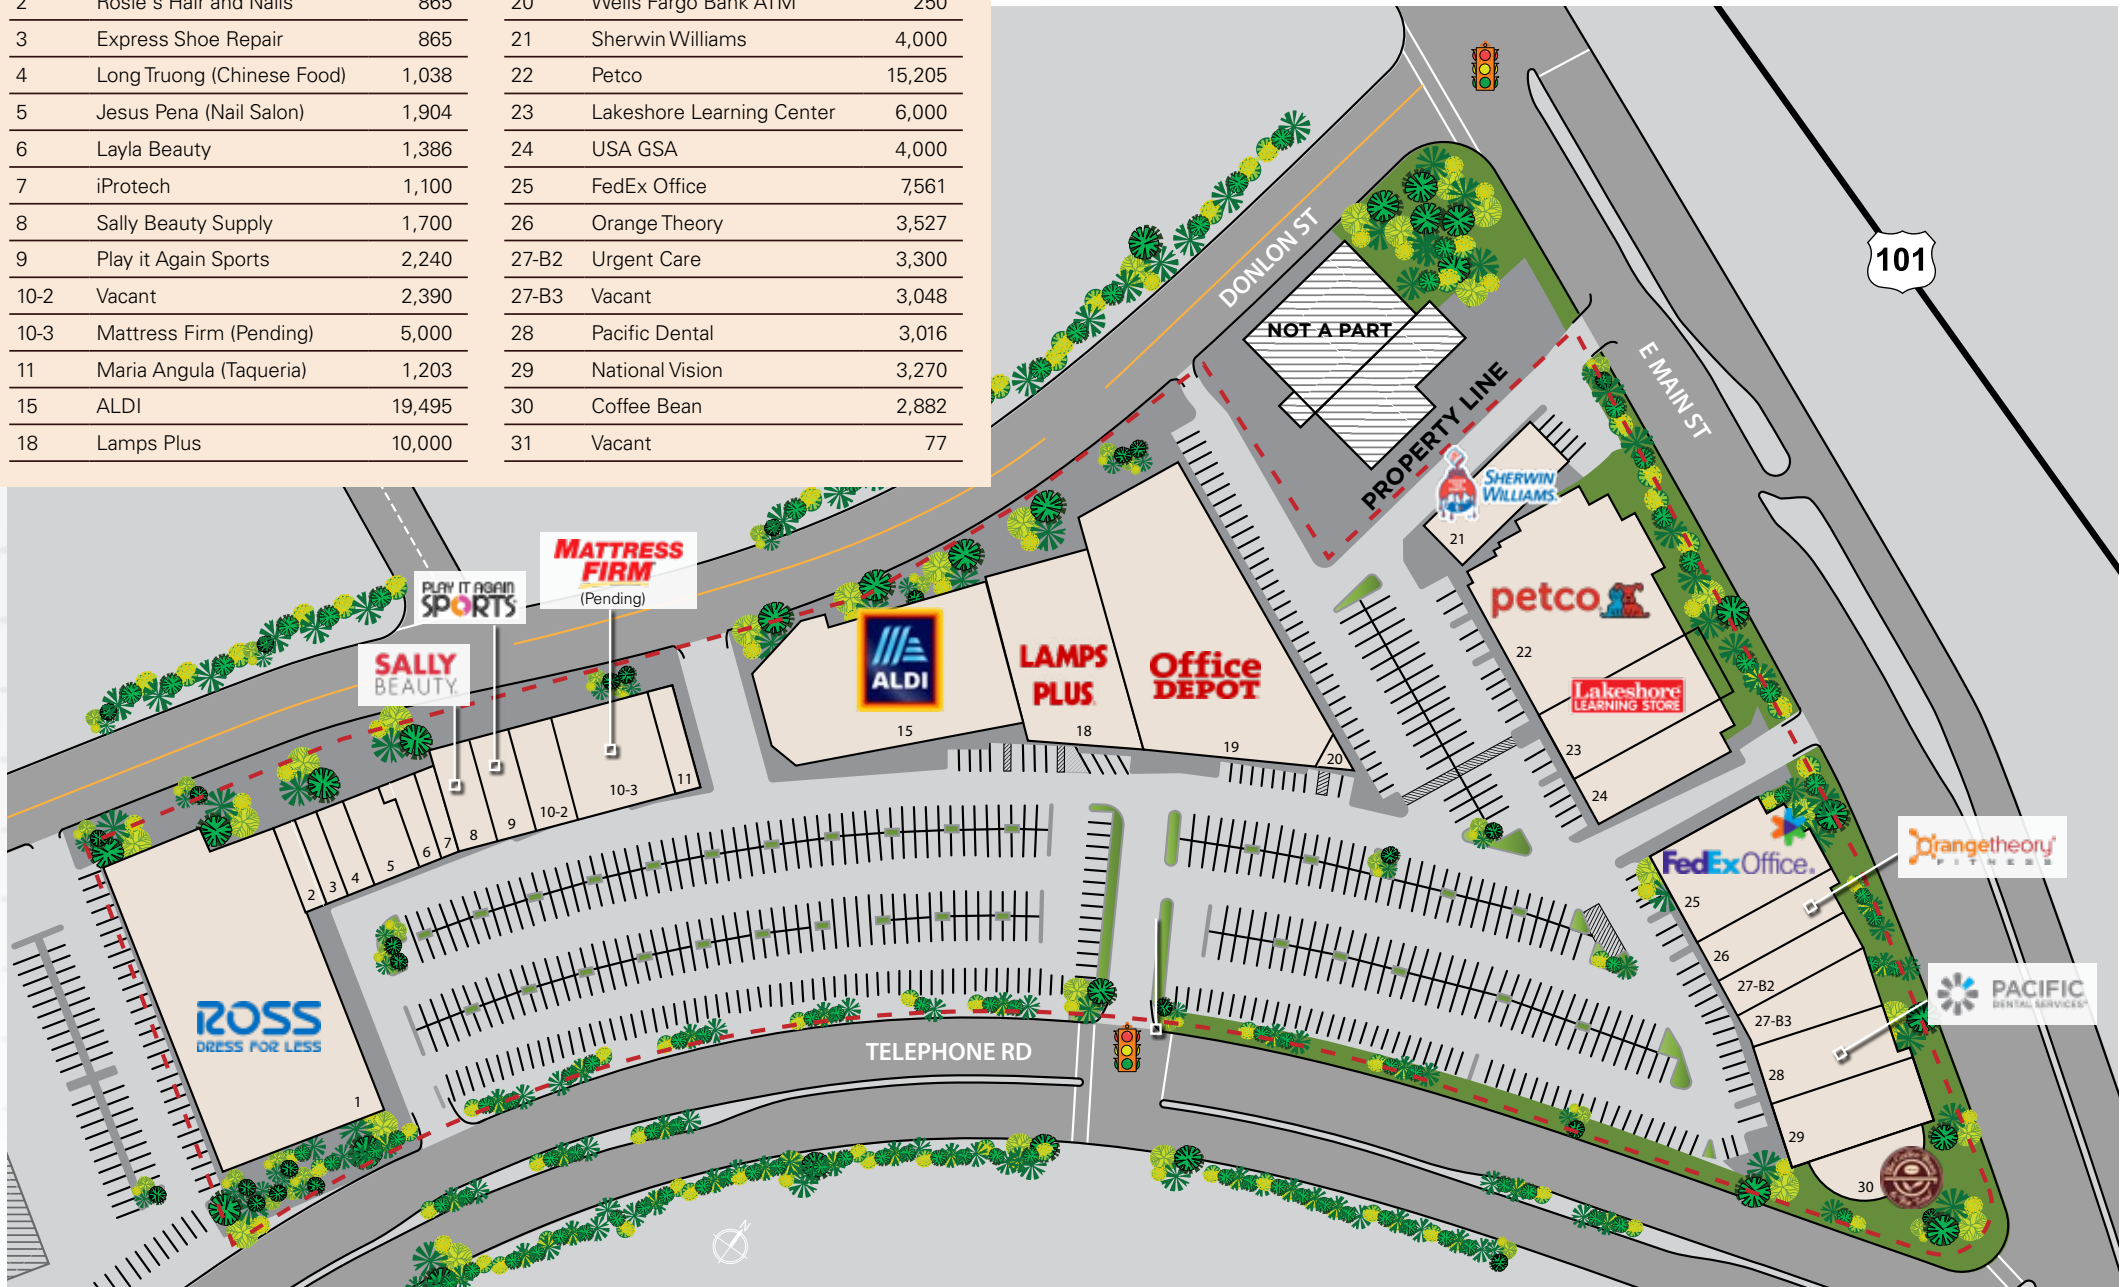 2 Rosie's Hair and Nails 865
3 Express Shoe Repair 865
4 Long Truong (Chinese Food) 1,038
5 Jesus Pena (Nail Salon) 1,904
6 Layla Beauty 1,386
7 iProtech 1,100
8 Sally Beauty Supply 1,700
9 Play it Again Sports 2,240
10-2 Vacant 2,390
10-3 Mattress Firm (Pending) 5,000
11 Maria Angula (Taqueria) 1,203
15 ALDI 19,495
18 Lamps Plus 10,000
20 Wells Fargo Bank ATM 250
21 Sherwin Williams 4,000
22 Petco 15,205
23 Lakeshore Learning Center 6,000
24 USA GSA 4,000
25 FedEx Office 7,561
26 Orange Theory 3,527
27-B2 Urgent Care 3,300
27-B3 Vacant 3,048
28 Pacific Dental 3,016
29 National Vision 3,270
30 Coffee Bean 2,882
31 Vacant 77
101
DONLON ST
NOT A PART
E MAIN ST
PROPERTY LINE
SHERWIN
WILLIAMS.
21
MATTRESS
FIRM
(Pending)
PLAY IT AGAIN
SPORTS
SALLY
BEAUTY
petco
22
ALDI
15
LAMPS
PLUS
18
Office
DEPOT
19
20
Lakeshore
LEARNING STORE
23
24
11
10-3
10-2
9
8
7
6
5
4
3
2
FedEx Office
25
Orangetheory
FITNESS
26
27-B2
27-B3
PACIFIC
DENTAL SERVICES
28
29
30
ROSS
DRESS FOR LESS
1
TELEPHONE RD
N